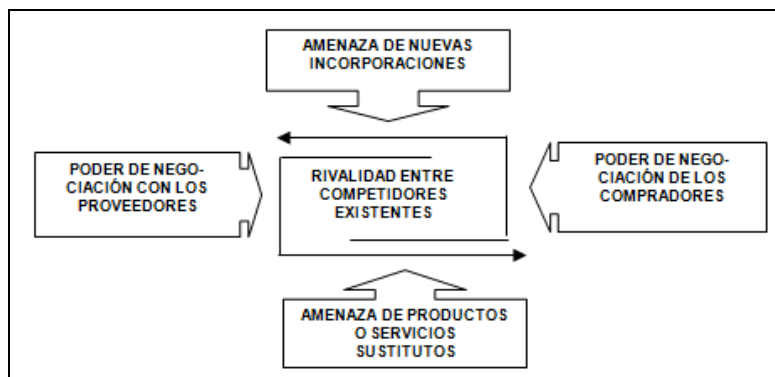 AMENAZA DE NUEVAS
INCORPORACIONES
PODER DE NEGO-
CIACIÓN CON LOS
PROVEEDORES
RIVALIDAD ENTRE
COMPETIDORES
EXISTENTES
PODER DE NEGO-
CIACIÓN DE LOS
COMPRADORES
AMENAZA DE PRODUCTOS
O SERVICIOS
SUSTITUTOS